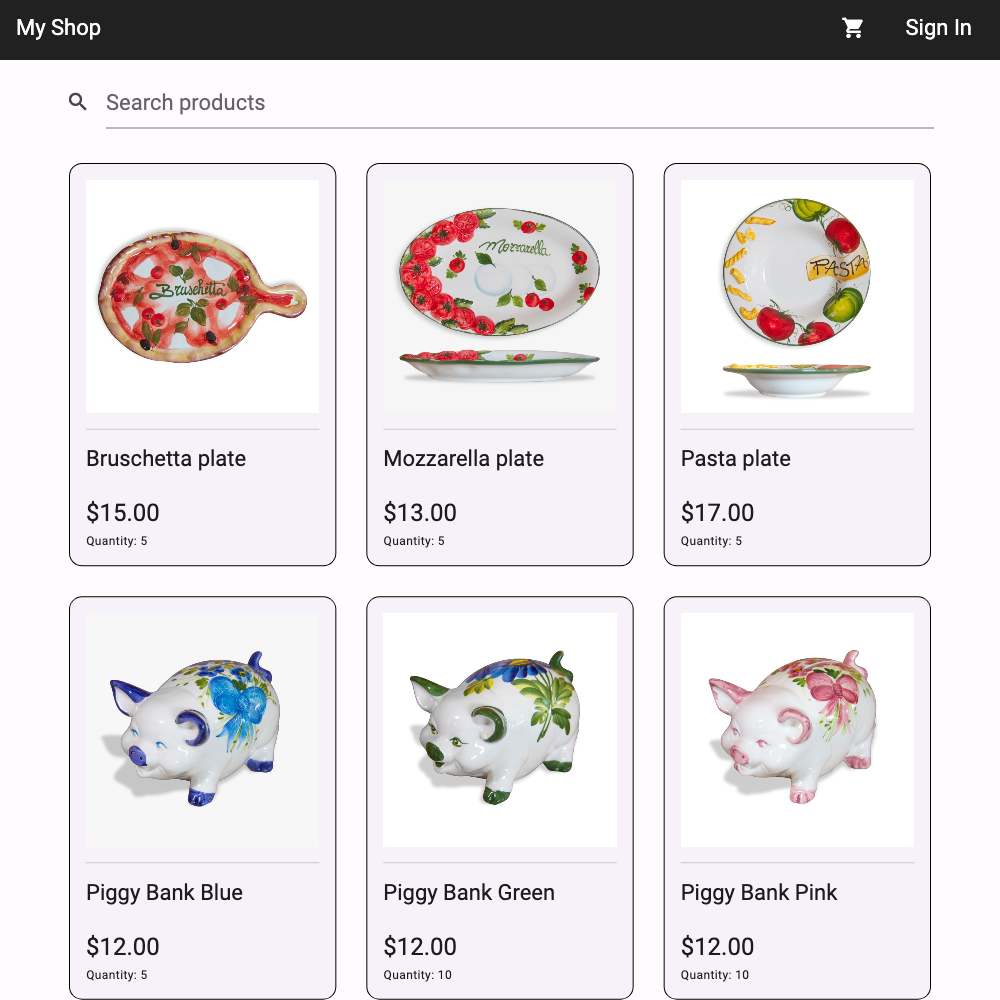 My Shop
Sign In
Search products
Bruschetta
Mozzarella
PASTA
Bruschetta plate
Mozzarella plate
Pasta plate
$15.00
$13.00
$17.00
Quantity: 5
Quantity: 5
Quantity: 5
Piggy Bank Blue
Piggy Bank Green
Piggy Bank Pink
$12.00
$12.00
$12.00
Quantity: 5
Quantity: 10
Quantity: 10